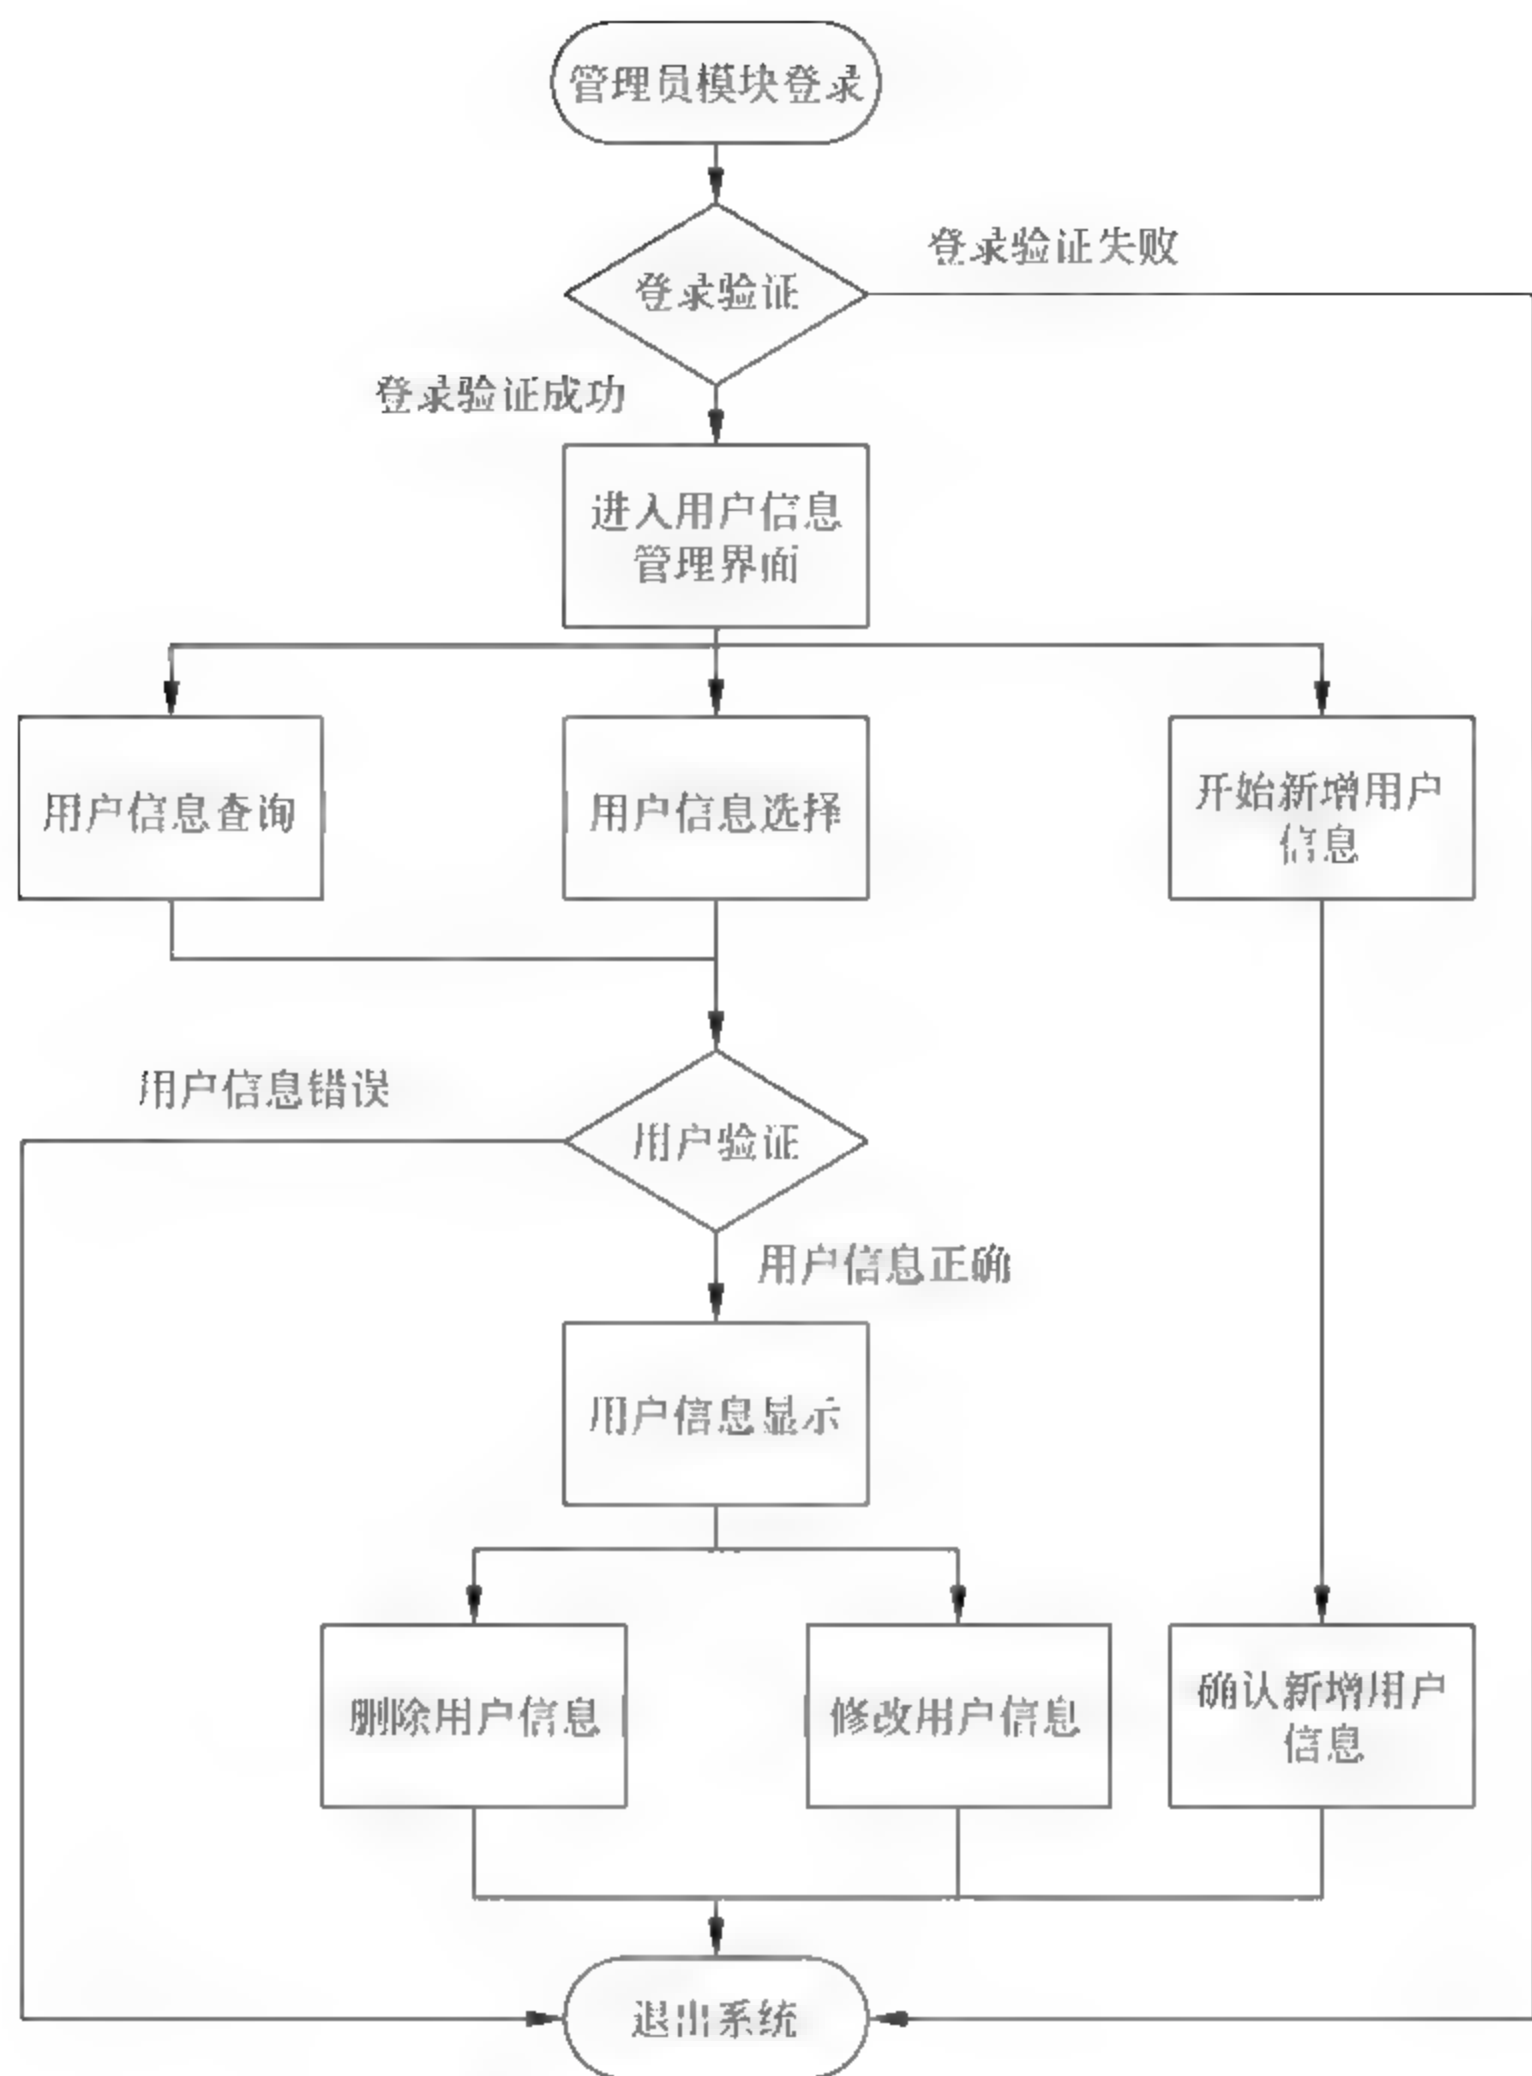 管理员模块登录
登录验证失败
登录验证
登录验证成功
进入用户信息
管理界面
用户信息查询
用户信息选择
开始新增用户
信息
用户信息错误
用户验证
用户信息正确
用户信息显示
删除用户信息
修改用户信息
确认新增用户
信息
退出系统